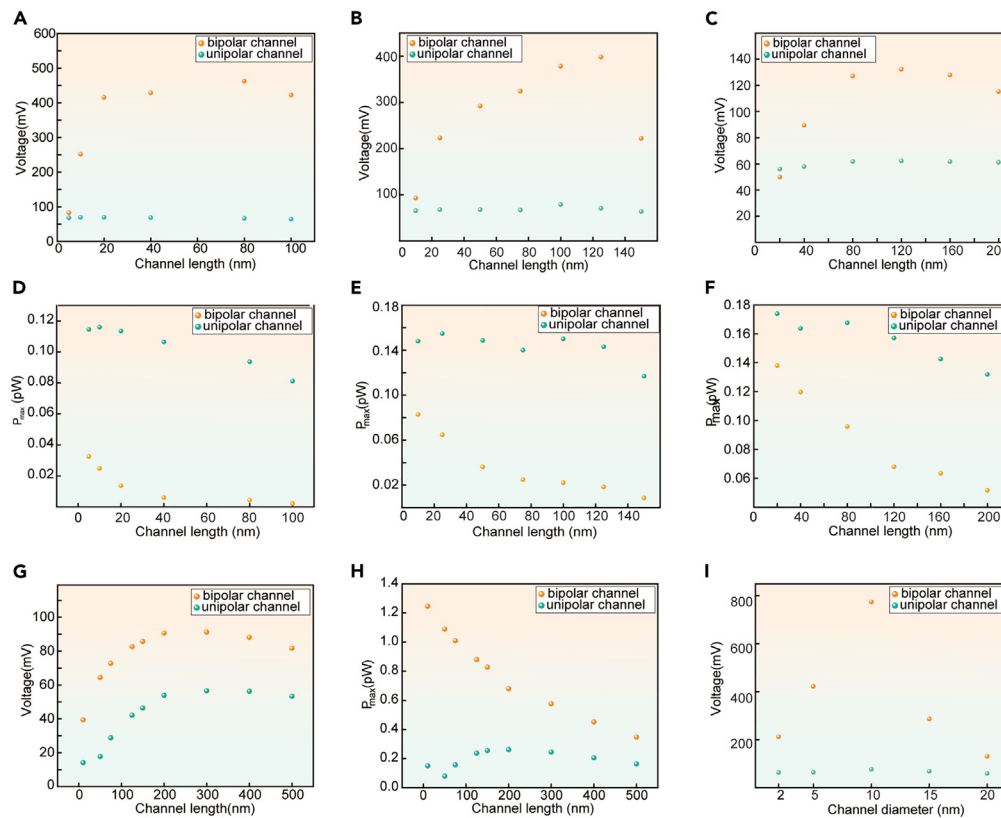 A
600
500
400
300
200
100
0
Voltage(mV)
bipolar channel
unipolar channel
20 40 60 80 100
Channel length (nm)
B
400
300
200
100
Voltage(mV)
bipolar channel
unipolar channel
0 20 40 60 80 100 120 140
Channel length (nm)
C
140
120
100
80
60
40
20
Voltage(mV)
bipolar channel
unipolar channel
0 40 80 120 160 200
Channel length (nm)
D
0.12
0.10
0.08
0.06
0.04
0.02
Pmax(pW)
bipolar channel
unipolar channel
0 20 40 60 80 100
Channel length (nm)
E
0.18
0.14
0.10
0.06
0.02
Pmax(pW)
bipolar channel
unipolar channel
0 20 40 60 80 100 120 140
Channel length (nm)
F
0.18
0.16
0.14
0.12
0.10
0.08
0.06
Pmax(pW)
bipolar channel
unipolar channel
0 40 80 120 160 200
Channel length (nm)
G
100
80
60
40
20
0
Voltage(mV)
bipolar channel
unipolar channel
0 100 200 300 400 500
Channel length(nm)
H
1.4
1.2
1.0
0.8
0.6
0.4
0.2
0.0
Pmax(pW)
bipolar channel
unipolar channel
0 100 200 300 400 500
Channel length (nm)
I
800
600
400
200
Voltage(mV)
bipolar channel
unipolar channel
2 5 10 15 20
Channel diameter (nm)